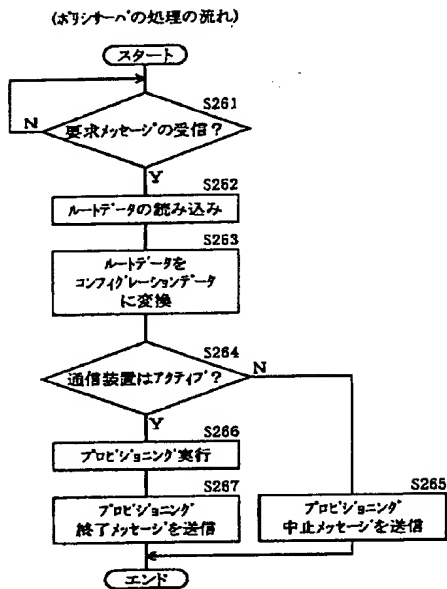 (ﾎﾟﾘｼｻｰﾊﾞの処理の流れ)
スタート
S261
要求ﾒｯｾｰｼﾞの受信?
N
Y
S262
ﾙｰﾄﾃﾞｰﾀの読み込み
S263
ﾙｰﾄﾃﾞｰﾀを
ｺﾝﾌｨｸﾞﾚｰｼｮﾝﾃﾞｰﾀ
に変換
S264
通信装置はｱｸﾃｨﾌﾞ?
N
Y
S266
ﾌﾟﾛﾋﾞｼﾞｮﾆﾝｸﾞ実行
S267
ﾌﾟﾛﾋﾞｼﾞｮﾆﾝｸﾞ
終了ﾒｯｾｰｼﾞを送信
S265
ﾌﾟﾛﾋﾞｼﾞｮﾆﾝｸﾞ
中止ﾒｯｾｰｼﾞを送信
エンド